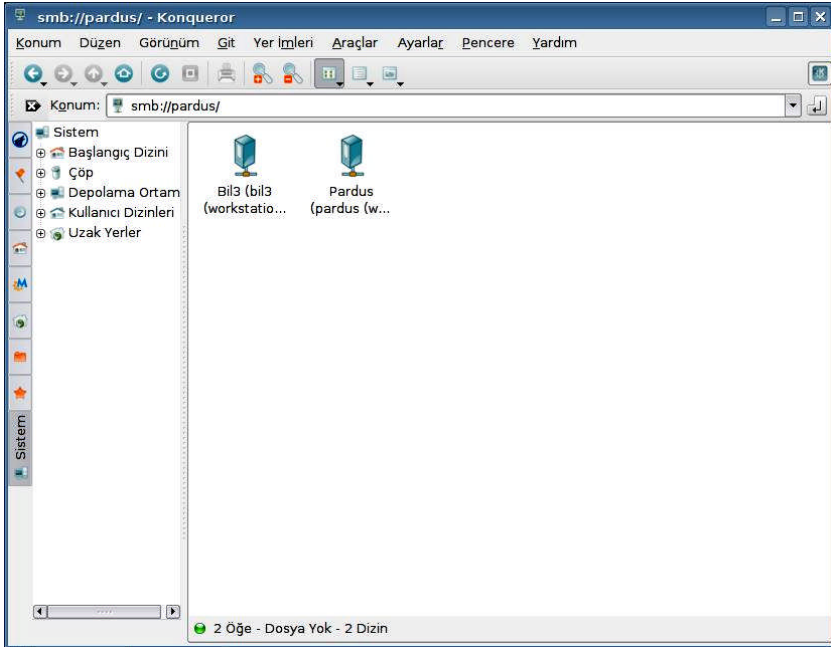 smb://pardus/ - Konqueror
Konum Düzen Görünüm Git Yer İmleri Araçlar Ayarlar Pencere Yardım
Konum: smb://pardus/
Sistem
Başlangıç Dizini
Çöp
Depolama Ortam
Kullanıcı Dizinleri
Uzak Yerler
Sistem
Bil3 (bil3 (workstatio...
Pardus (pardus (w...
2 Öğe - Dosya Yok - 2 Dizin